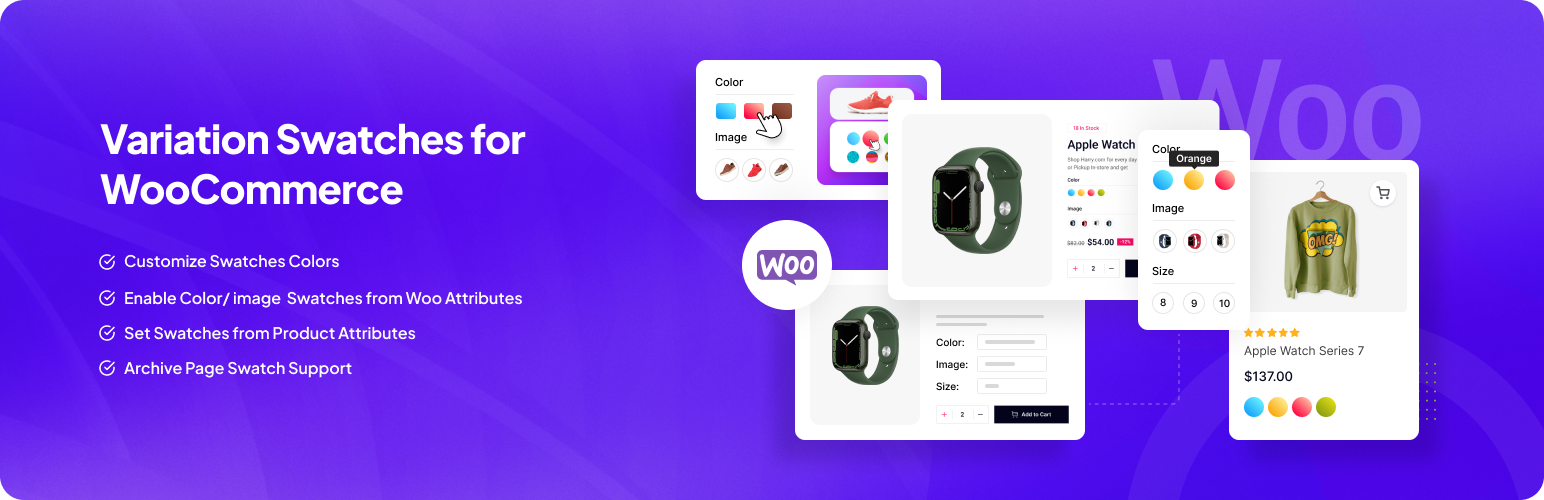 Variation Swatches for
WooCommerce
Customize Swatches Colors
Enable Color/ image Swatches from Woo Attributes
Set Swatches from Product Attributes
Archive Page Swatch Support
Color
Image
Woo
18 In Stock
Apple Watch
Shop Harry.com for every day
or Pickup In-store and get
Color
Image
$82.00 $54.00 -12%
+ 2 −
Color
Orange
Image
Size
8 9 10
Woo
Color:
Image:
Size:
+ 2 −
Add to Cart
OMG!
Apple Watch Series 7
$137.00